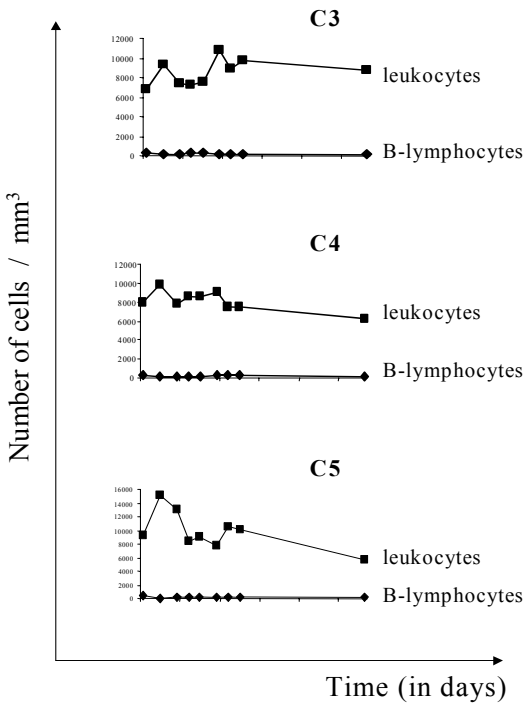 C3
12000
10000
8000
6000
4000
2000
0
leukocytes
B-lymphocytes
C4
12000
10000
8000
6000
4000
2000
0
leukocytes
B-lymphocytes
C5
16000
14000
12000
10000
8000
6000
4000
2000
0
leukocytes
B-lymphocytes
Number of cells / mm³
Time (in days)